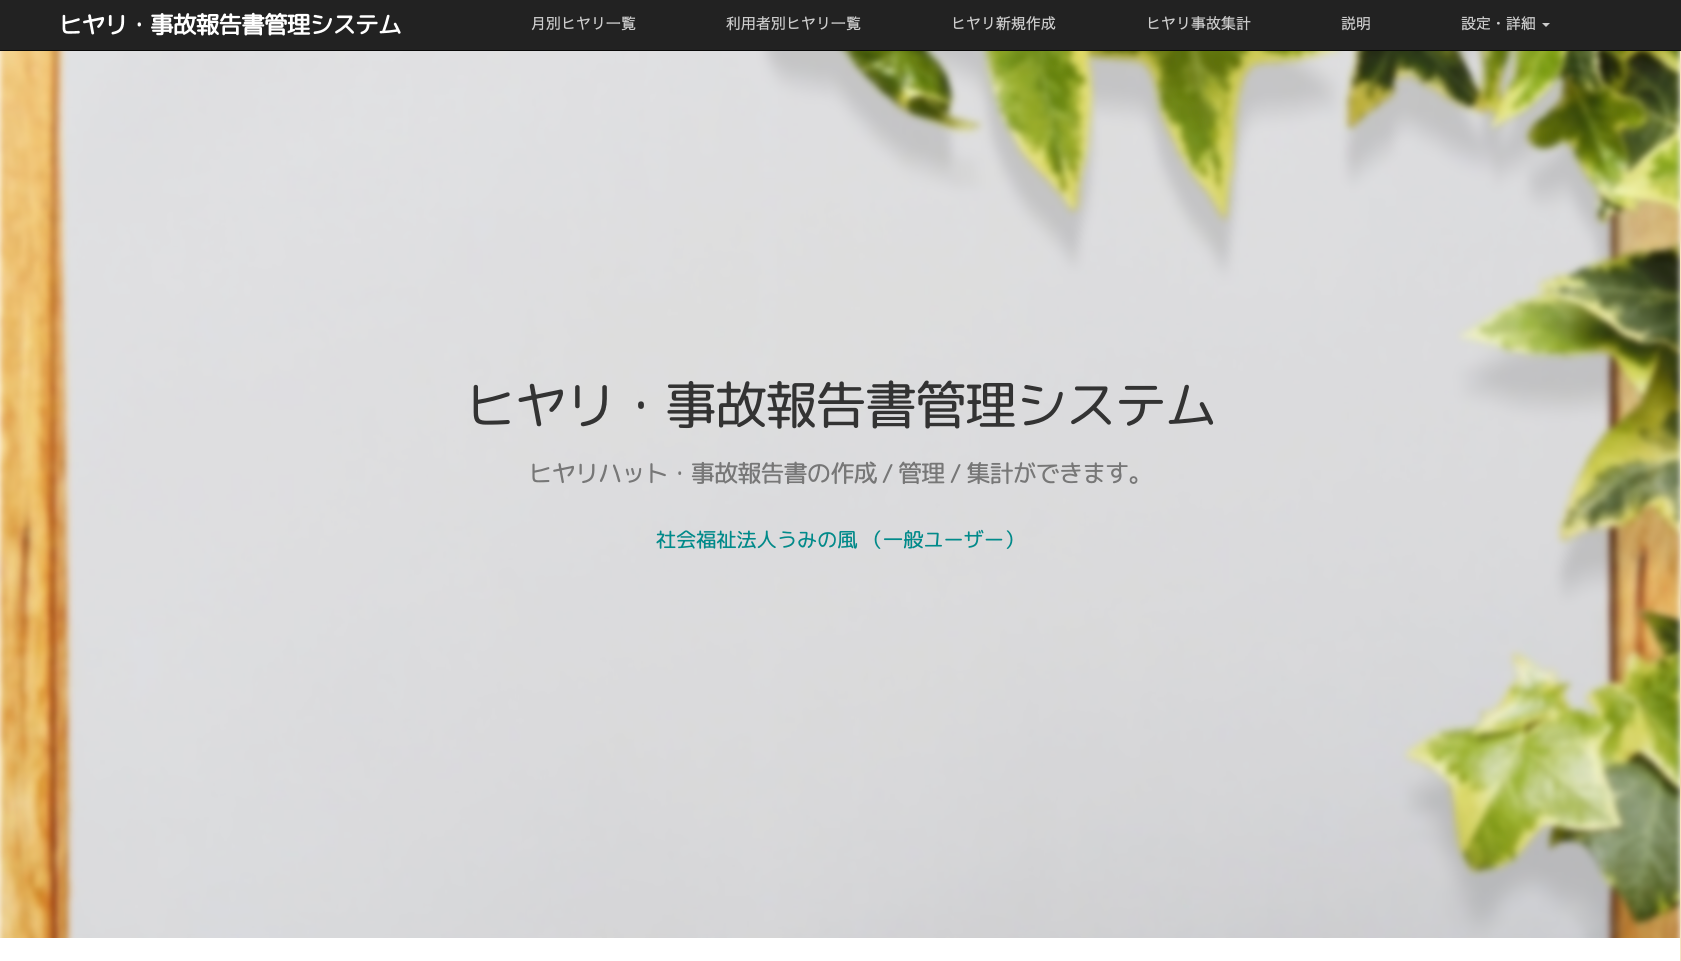 ヒヤリ・事故報告書管理システム
月別ヒヤリ一覧
利用者別ヒヤリ一覧
ヒヤリ新規作成
ヒヤリ事故集計
説明
設定・詳細
ヒヤリ・事故報告書管理システム
ヒヤリハット・事故報告書の作成 / 管理 / 集計ができます。
社会福祉法人うみの風 （一般ユーザー）